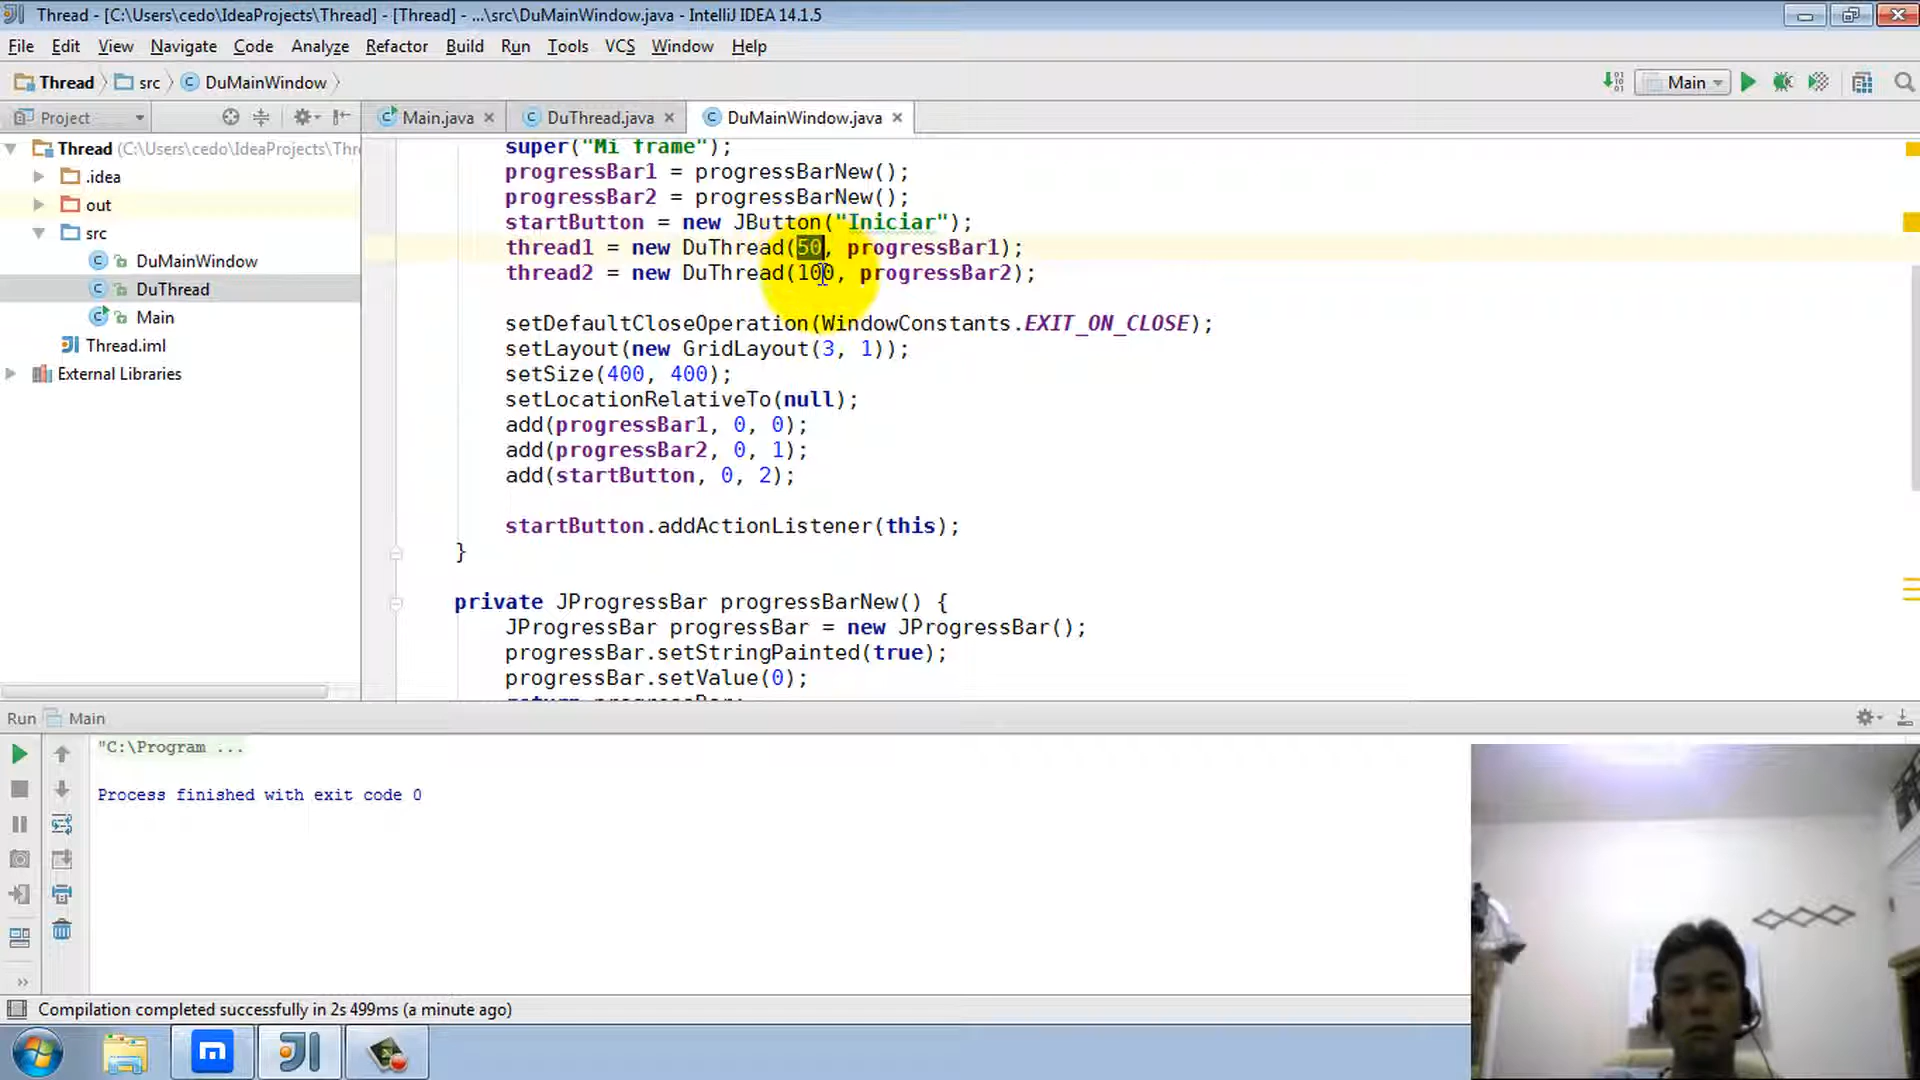 Thread - [C:\Users\cedo\IdeaProjects\Thread] - [Thread] - ...\src\DuMainWindow.java - IntelliJ IDEA 14.1.5
File Edit View Navigate Code Analyze Refactor Build Run Tools VCS Window Help
Thread src DuMainWindow
Main
Project
Main.java DuThread.java DuMainWindow.java
Thread (C:\Users\cedo\IdeaProjects\Thr
.idea
out
src
DuMainWindow
DuThread
Main
Thread.iml
External Libraries
super("Mi frame");
progressBar1 = progressBarNew();
progressBar2 = progressBarNew();
startButton = new JButton("Iniciar");
thread1 = new DuThread(50, progressBar1);
thread2 = new DuThread(100, progressBar2);
setDefaultCloseOperation(WindowConstants.EXIT_ON_CLOSE);
setLayout(new GridLayout(3, 1));
setSize(400, 400);
setLocationRelativeTo(null);
add(progressBar1, 0, 0);
add(progressBar2, 0, 1);
add(startButton, 0, 2);
startButton.addActionListener(this);
}
private JProgressBar progressBarNew() {
JProgressBar progressBar = new JProgressBar();
progressBar.setStringPainted(true);
progressBar.setValue(0);
Run Main
"C:\Program ...
Process finished with exit code 0
Compilation completed successfully in 2s 499ms (a minute ago)